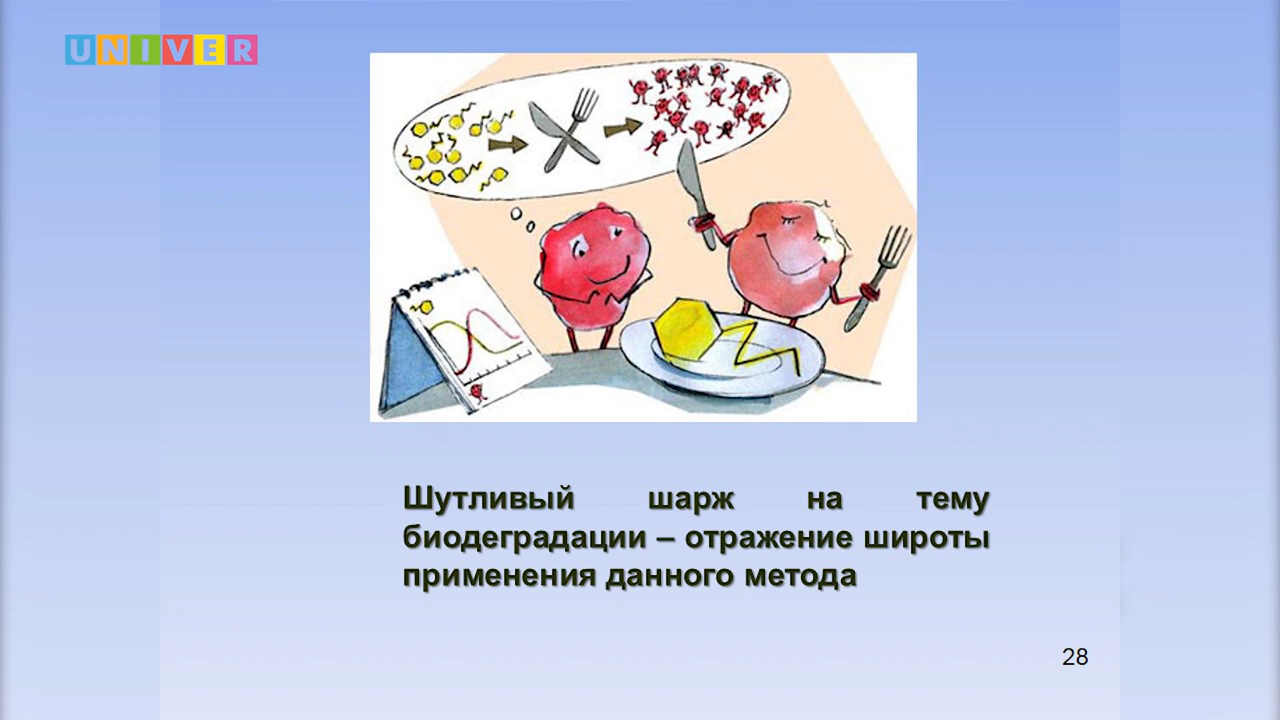 UNIVER
Шутливый шарж на тему
биодеградации – отражение широты
применения данного метода
28